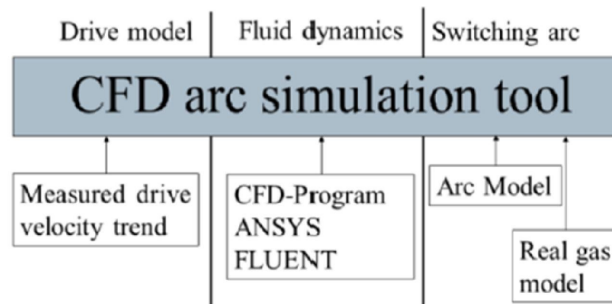 Drive model
Fluid dynamics
Switching arc
CFD arc simulation tool
Measured drive
velocity trend
CFD-Program
ANSYS
FLUENT
Arc Model
Real gas
model